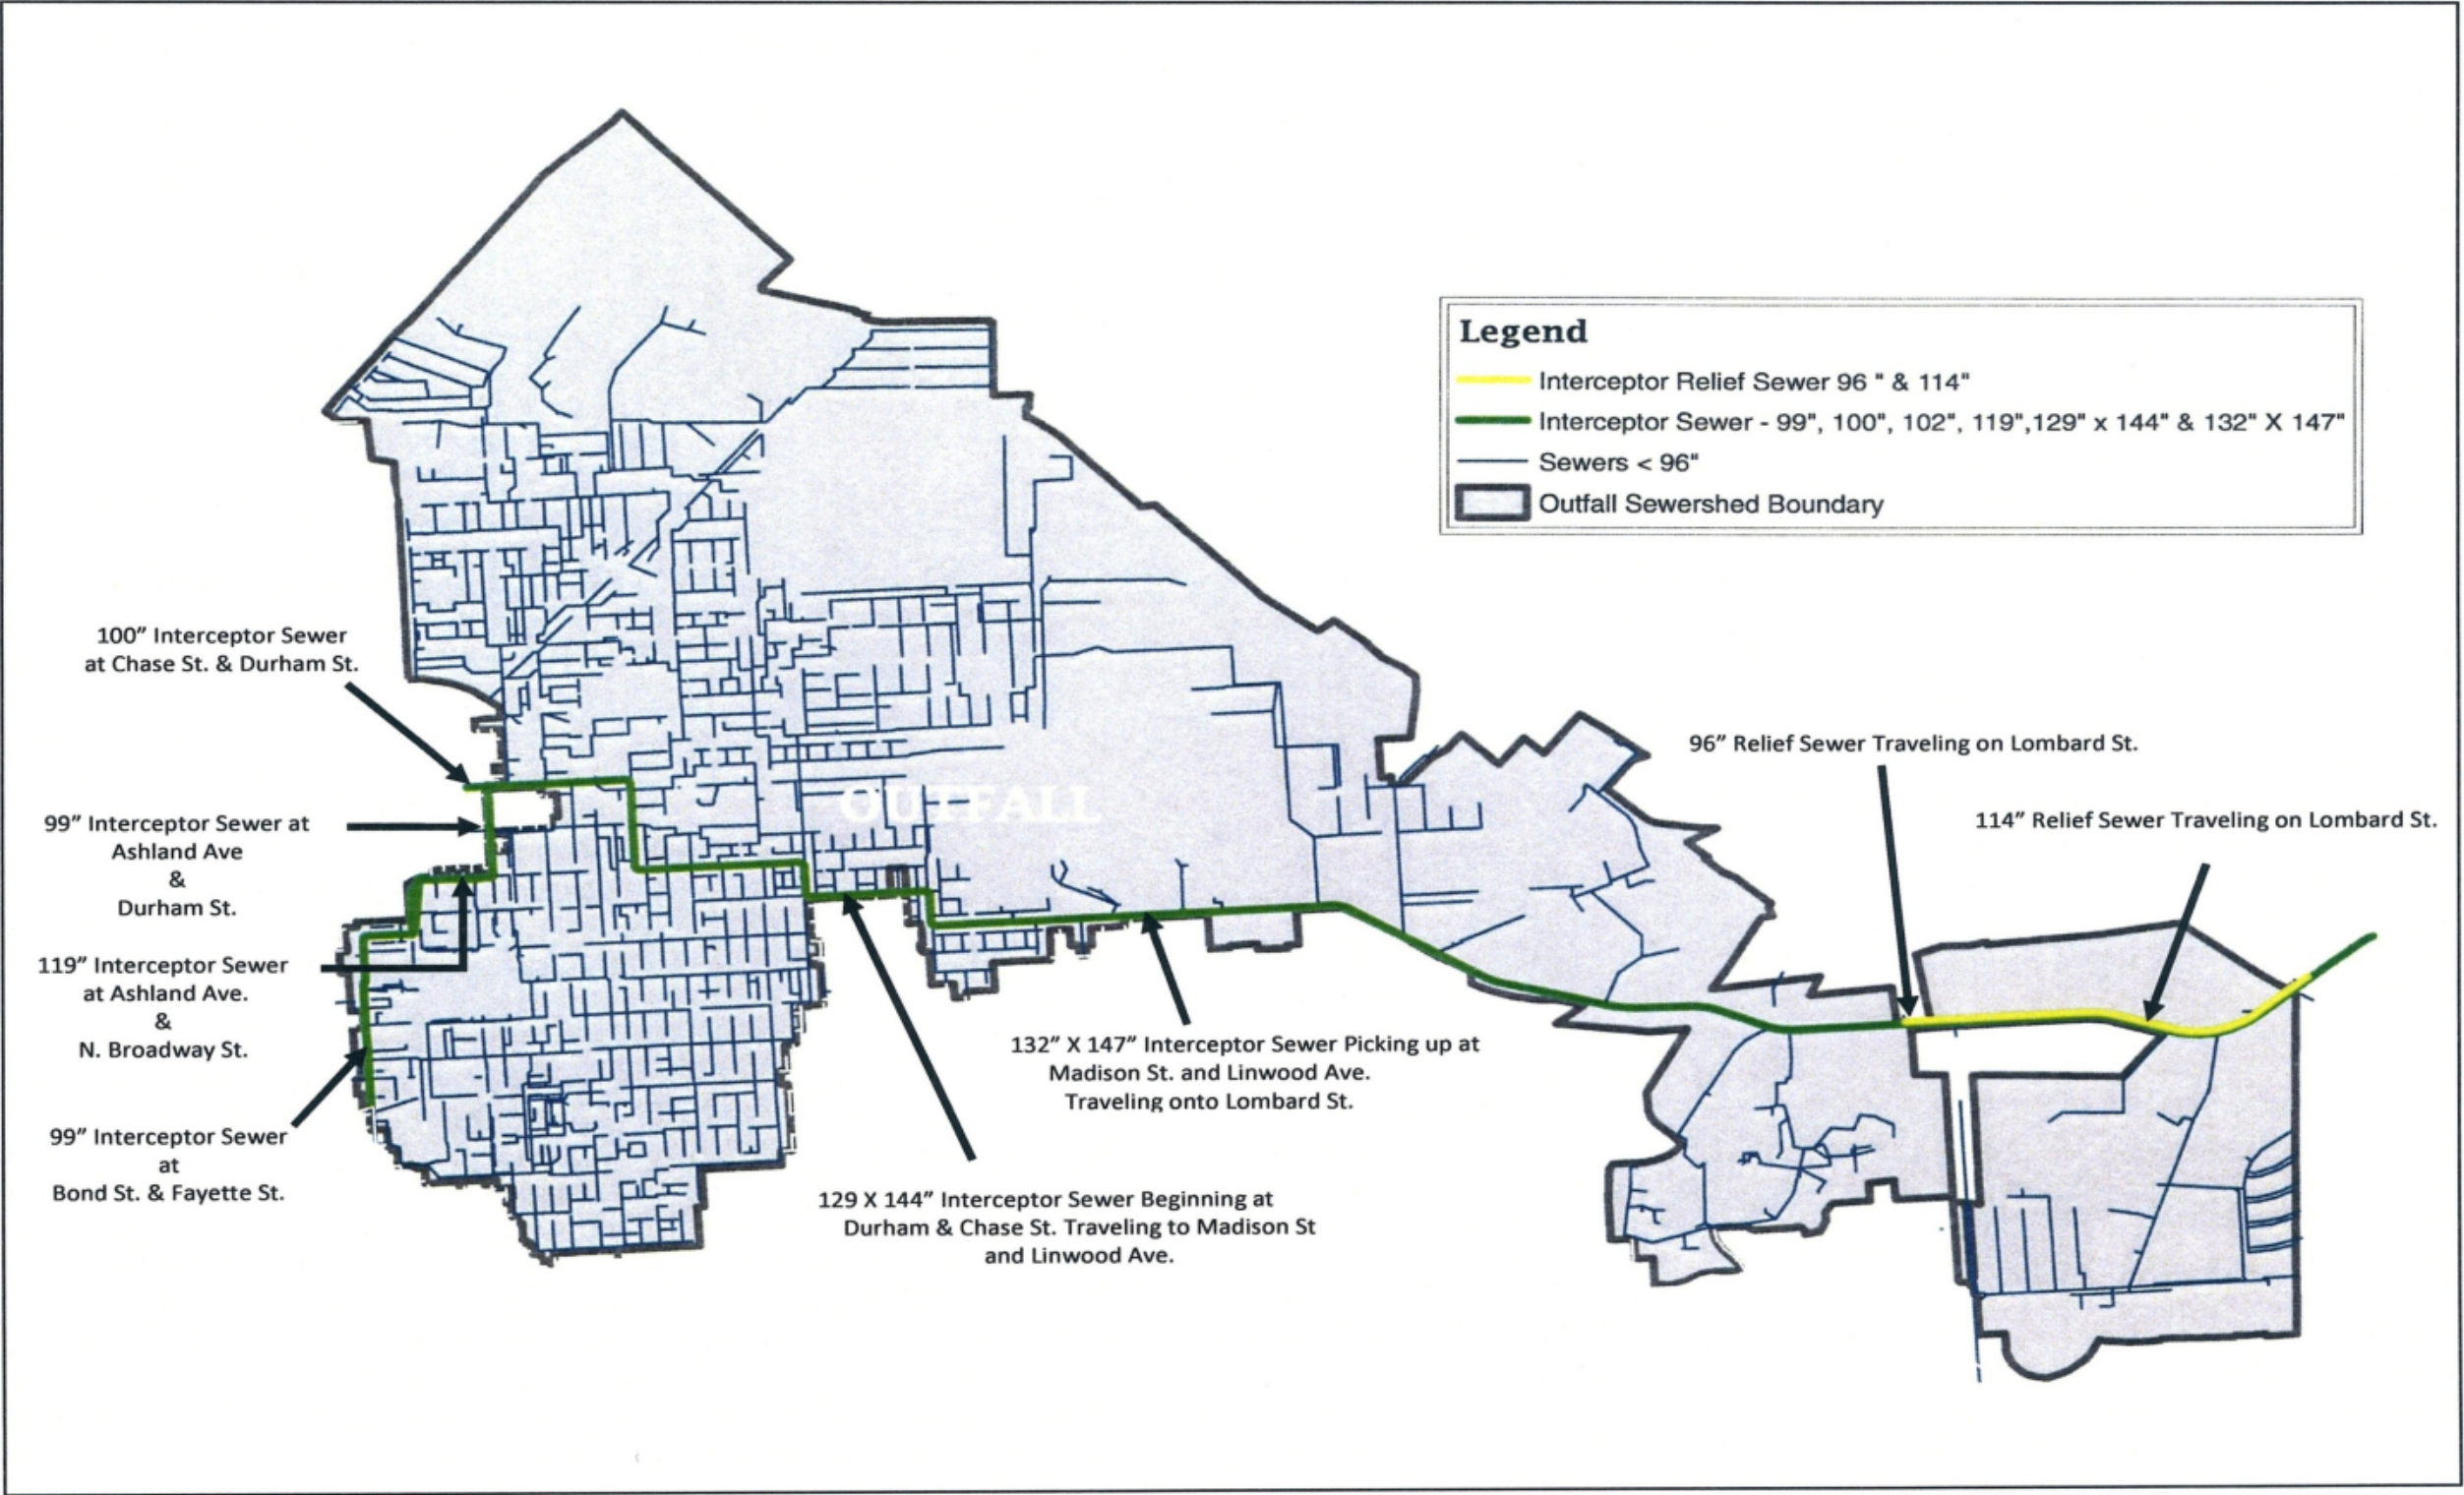 Legend
Interceptor Relief Sewer 96 " & 114"
Interceptor Sewer - 99", 100", 102", 119",129" x 144" & 132" X 147"
Sewers < 96"
Outfall Sewershed Boundary
100” Interceptor Sewer
at Chase St. & Durham St.
99” Interceptor Sewer at
Ashland Ave
&
Durham St.
119” Interceptor Sewer
at Ashland Ave.
&
N. Broadway St.
99” Interceptor Sewer
at
Bond St. & Fayette St.
OUTFALL
96” Relief Sewer Traveling on Lombard St.
114” Relief Sewer Traveling on Lombard St.
132” X 147” Interceptor Sewer Picking up at
Madison St. and Linwood Ave.
Traveling onto Lombard St.
129 X 144” Interceptor Sewer Beginning at
Durham & Chase St. Traveling to Madison St
and Linwood Ave.